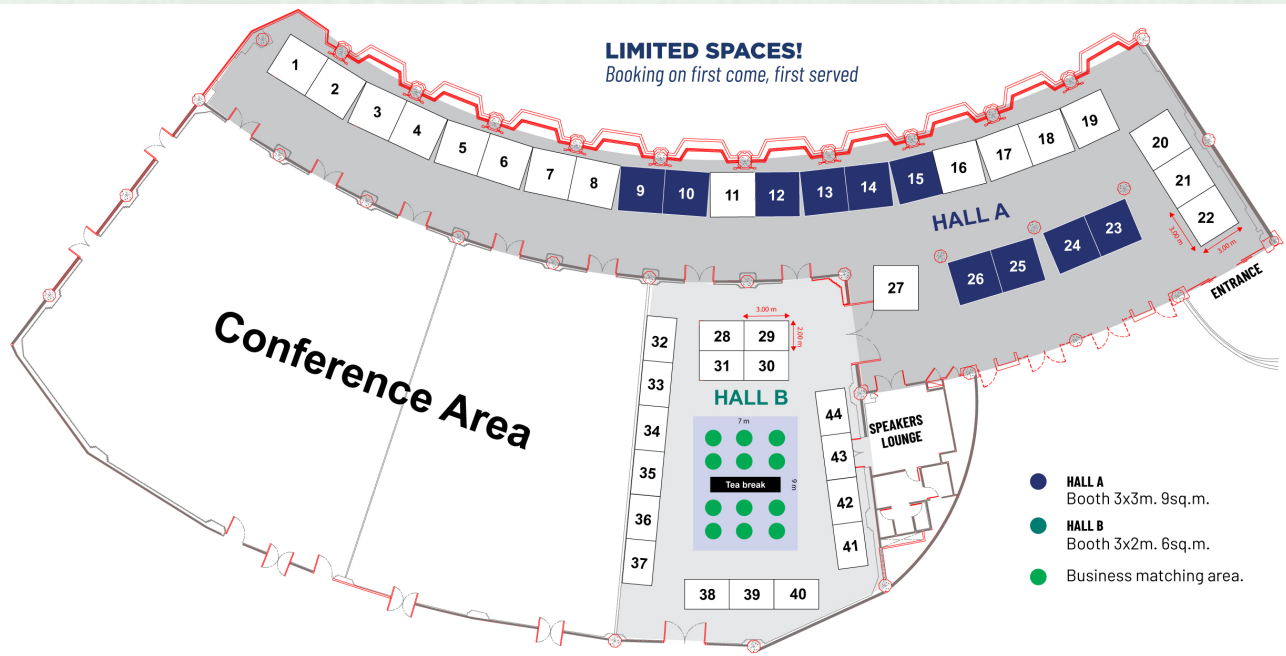 LIMITED SPACES!
Booking on first come, first served
1
2
3
4
5
6
7
8
9
10
11
12
13
14
15
16
17
18
19
20
21
22
3.00 m
3.00 m
HALL A
23
24
25
26
27
ENTRANCE
Conference Area
3.00 m
2.00 m
28
29
31
30
HALL B
32
33
34
35
36
37
7 m
9 m
Tea break
44
43
42
41
38
39
40
SPEAKERS
LOUNGE
HALL A
Booth 3x3m. 9sq.m.
HALL B
Booth 3x2m. 6sq.m.
Business matching area.